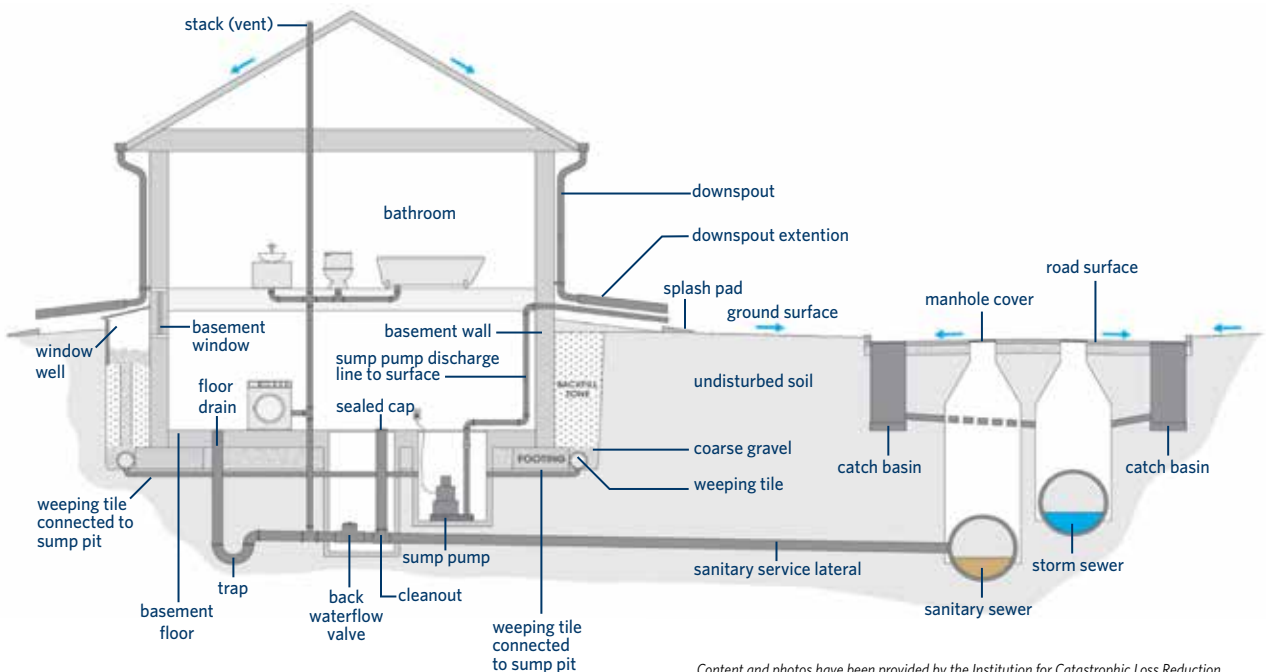 stack (vent)
bathroom
downspout
downspout extention
splash pad
ground surface
manhole cover
road surface
window
well
basement
window
basement wall
sump pump discharge
line to surface
floor
drain
sealed cap
BACKFILL
ZONE
undisturbed soil
FOOTING
coarse gravel
weeping tile
catch basin
catch basin
weeping tile
connected to
sump pit
trap
basement
floor
back
waterflow
valve
cleanout
sump pump
weeping tile
connected
to sump pit
sanitary service lateral
storm sewer
sanitary sewer
Content and photos have been provided by the Institution for Catastrophic Loss Reduction